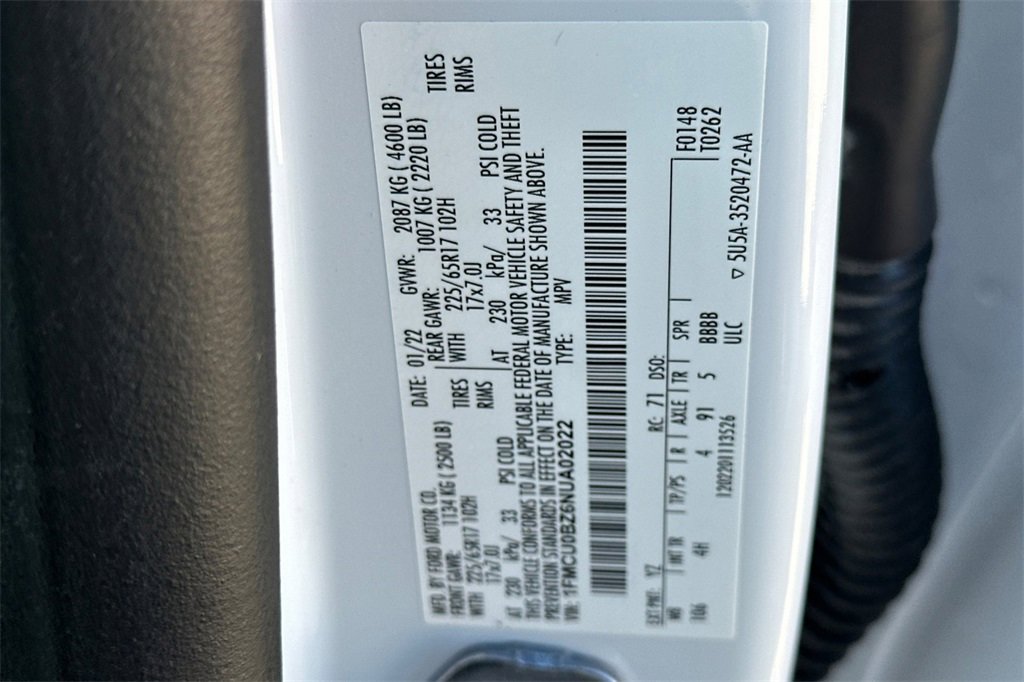 MFD. BY FORD MOTOR CO.
DATE: 01/22 GVWR: 2087 KG ( 4600 LB)
FRONT GAWR: 1134 KG ( 2500 LB) REAR GAWR: 1007 KG ( 2220 LB)
WITH 225/65R17 102H TIRES WITH 225/65R17 102H TIRES
17x7.0J RIMS 17x7.0J RIMS
AT 230 kPa/ 33 PSI COLD AT 230 kPa/ 33 PSI COLD
THIS VEHICLE CONFORMS TO ALL APPLICABLE FEDERAL MOTOR VEHICLE SAFETY AND THEFT
PREVENTION STANDARDS IN EFFECT ON THE DATE OF MANUFACTURE SHOWN ABOVE.
VIN: 1FMCU0BZ6NUA02022 TYPE: MPV
EXT PNT: YZ RC: 71 DSO:
WB INT TR TP/PS R AXLE TR SPR F0148
106 4H 4 91 5 BBBB T0262
1202201113526 ULC
▽ 5U5A-3520472-AA